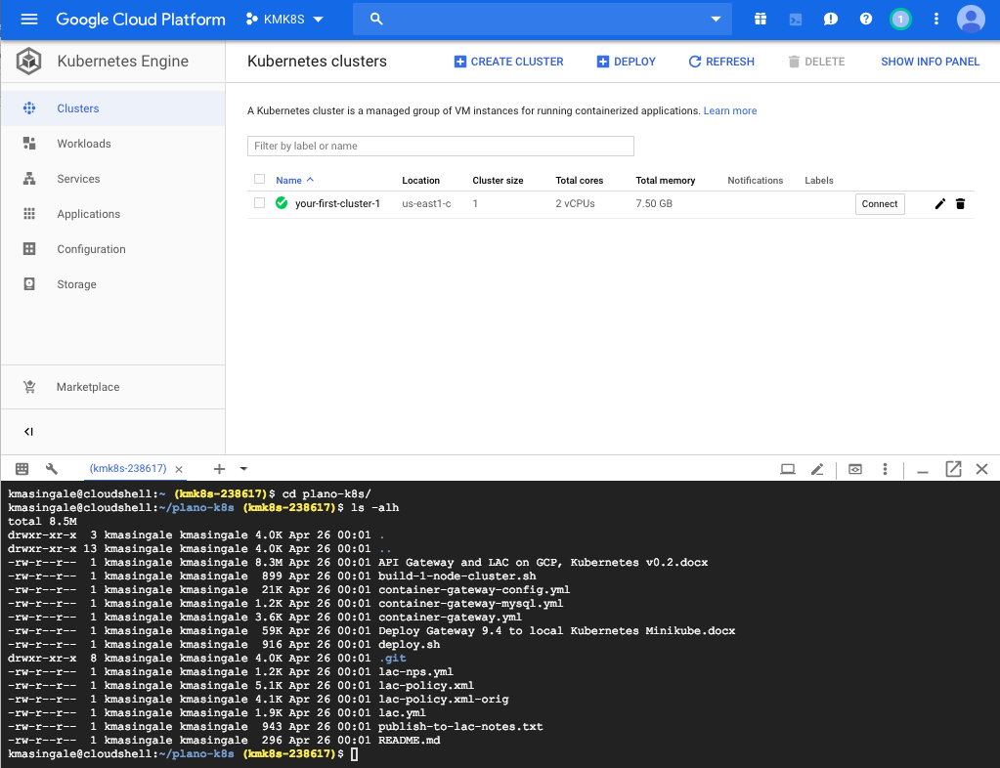 Google Cloud Platform KMK8S 1
Kubernetes Engine
Kubernetes clusters CREATE CLUSTER DEPLOY REFRESH DELETE SHOW INFO PANEL
Clusters
Workloads
Services
Applications
Configuration
Storage
Marketplace
A Kubernetes cluster is a managed group of VM instances for running containerized applications. Learn more
Filter by label or name
Name Location Cluster size Total cores Total memory Notifications Labels
your-first-cluster-1 us-east1-c 1 2 vCPUs 7.50 GB Connect
(kmk8s-238617)
kmasingale@cloudshell:~ (kmk8s-238617)$ cd plano-k8s/
kmasingale@cloudshell:~/plano-k8s (kmk8s-238617)$ ls -alh
total 8.5M
drwxr-xr-x  3 kmasingale kmasingale 4.0K Apr 26 00:01 .
drwxr-xr-x 13 kmasingale kmasingale 4.0K Apr 26 00:01 ..
-rw-r--r--  1 kmasingale kmasingale 8.3M Apr 26 00:01 API Gateway and LAC on GCP, Kubernetes v0.2.docx
-rw-r--r--  1 kmasingale kmasingale  899 Apr 26 00:01 build-1-node-cluster.sh
-rw-r--r--  1 kmasingale kmasingale  21K Apr 26 00:01 container-gateway-config.yml
-rw-r--r--  1 kmasingale kmasingale 1.2K Apr 26 00:01 container-gateway-mysql.yml
-rw-r--r--  1 kmasingale kmasingale 3.6K Apr 26 00:01 container-gateway.yml
-rw-r--r--  1 kmasingale kmasingale  59K Apr 26 00:01 Deploy Gateway 9.4 to local Kubernetes Minikube.docx
-rw-r--r--  1 kmasingale kmasingale  916 Apr 26 00:01 deploy.sh
drwxr-xr-x  8 kmasingale kmasingale 4.0K Apr 26 00:01 .git
-rw-r--r--  1 kmasingale kmasingale 1.2K Apr 26 00:01 lac-nps.yml
-rw-r--r--  1 kmasingale kmasingale 5.1K Apr 26 00:01 lac-policy.xml
-rw-r--r--  1 kmasingale kmasingale 4.1K Apr 26 00:01 lac-policy.xml-orig
-rw-r--r--  1 kmasingale kmasingale 1.9K Apr 26 00:01 lac.yml
-rw-r--r--  1 kmasingale kmasingale  943 Apr 26 00:01 publish-to-lac-notes.txt
-rw-r--r--  1 kmasingale kmasingale  296 Apr 26 00:01 README.md
kmasingale@cloudshell:~/plano-k8s (kmk8s-238617)$